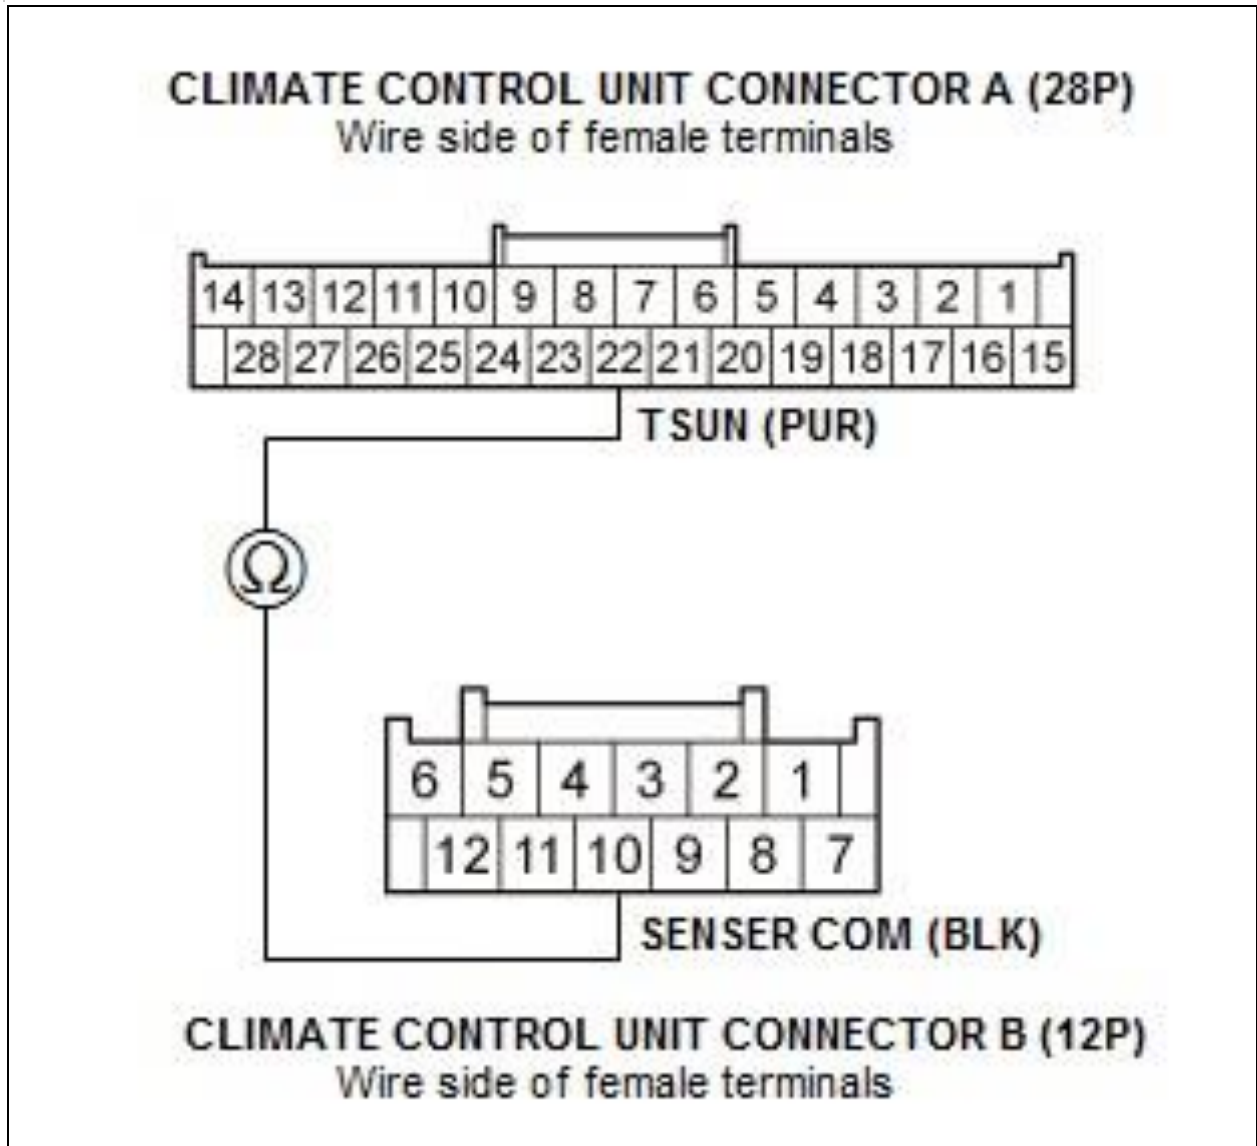 CLIMATE CONTROL UNIT CONNECTOR A (28P)
Wire side of female terminals
14 13 12 11 10 9 8 7 6 5 4 3 2 1
28 27 26 25 24 23 22 21 20 19 18 17 16 15
TSUN (PUR)
Ω
6 5 4 3 2 1
12 11 10 9 8 7
SENSER COM (BLK)
CLIMATE CONTROL UNIT CONNECTOR B (12P)
Wire side of female terminals